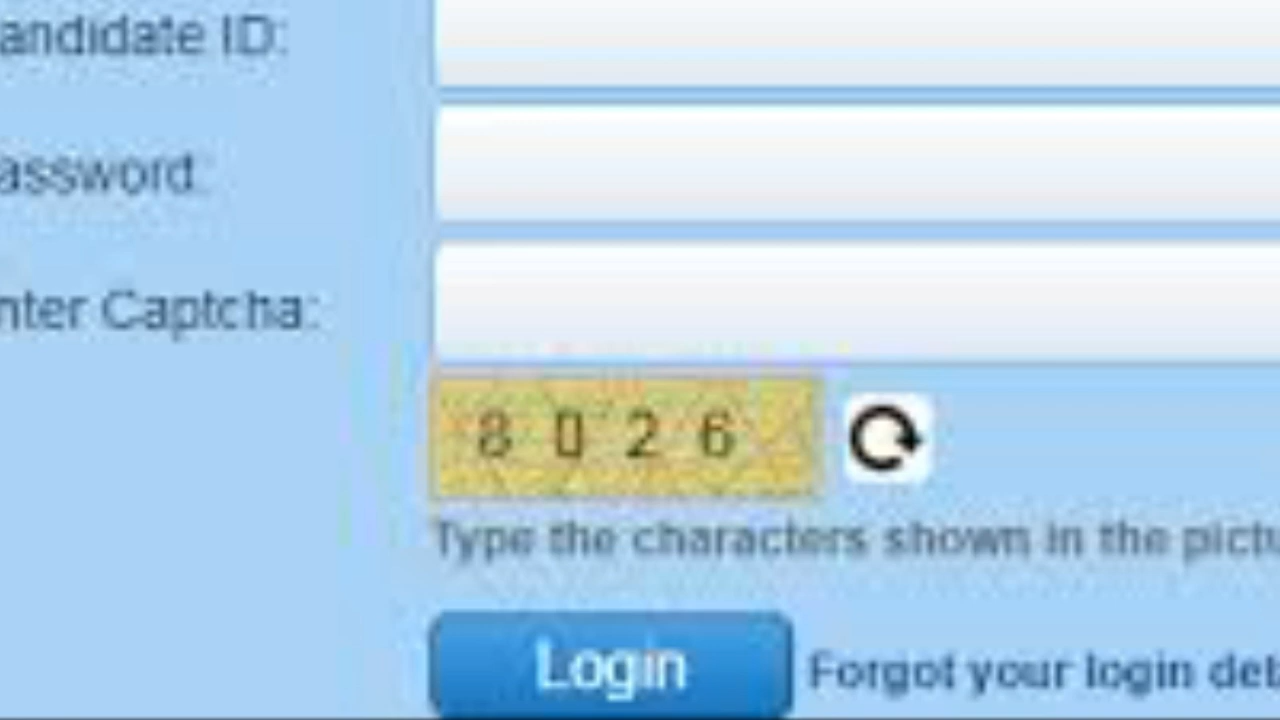 andidate ID:
assword:
nter Captcha:
8 0 2 6
Type the characters shown in the pictu
Login Forgot your login det